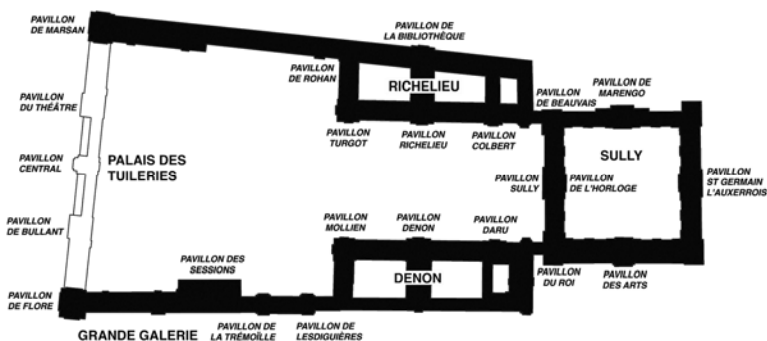 PAVILLON
DE MARSAN
PAVILLON
DE LA
BIBLIOTHÈQUE
PAVILLON
DE ROHAN
RICHELIEU
PAVILLON
DU THÉÂTRE
PAVILLON
DE BEAUVAIS
PAVILLON DE
MARENGO
PAVILLON
TURGOT
PAVILLON
RICHELIEU
PAVILLON
COLBERT
PAVILLON
CENTRAL
PALAIS DES
TUILERIES
SULLY
PAVILLON
SULLY
PAVILLON
DE L'HORLOGE
PAVILLON
ST GERMAIN
L'AUXERROIS
PAVILLON
DE BULLANT
PAVILLON
MOLLIEN
PAVILLON
DENON
PAVILLON
DARU
PAVILLON DES
SESSIONS
DENON
PAVILLON
DU ROI
PAVILLON
DES ARTS
PAVILLON
DE FLORE
GRANDE GALERIE
PAVILLON DE
LA TRÉMOÏLLE
PAVILLON DE
LESDIGUIÈRES